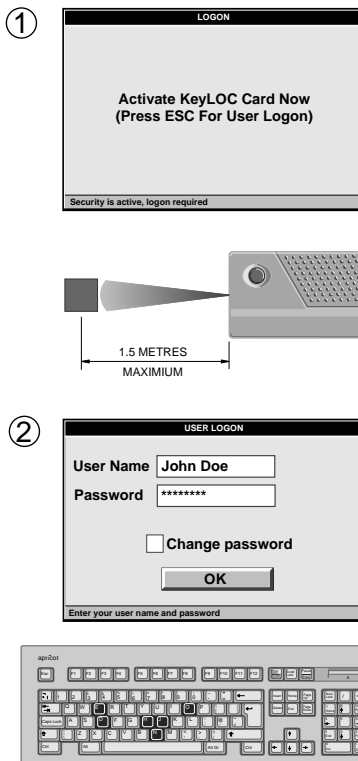 1
LOGON
Activate KeyLOC Card Now
(Press ESC For User Logon)
Security is active, logon required
1.5 METRES
MAXIMIUM
2
USER LOGON
User Name John Doe
Password ********
Change password
OK
Enter your user name and password
apricot
Esc F1 F2 F3 F4 F5 F6 F7 F8 F9 F10 F11 F12
Caps Lock
Ctrl Alt Alt Gr Ctrl